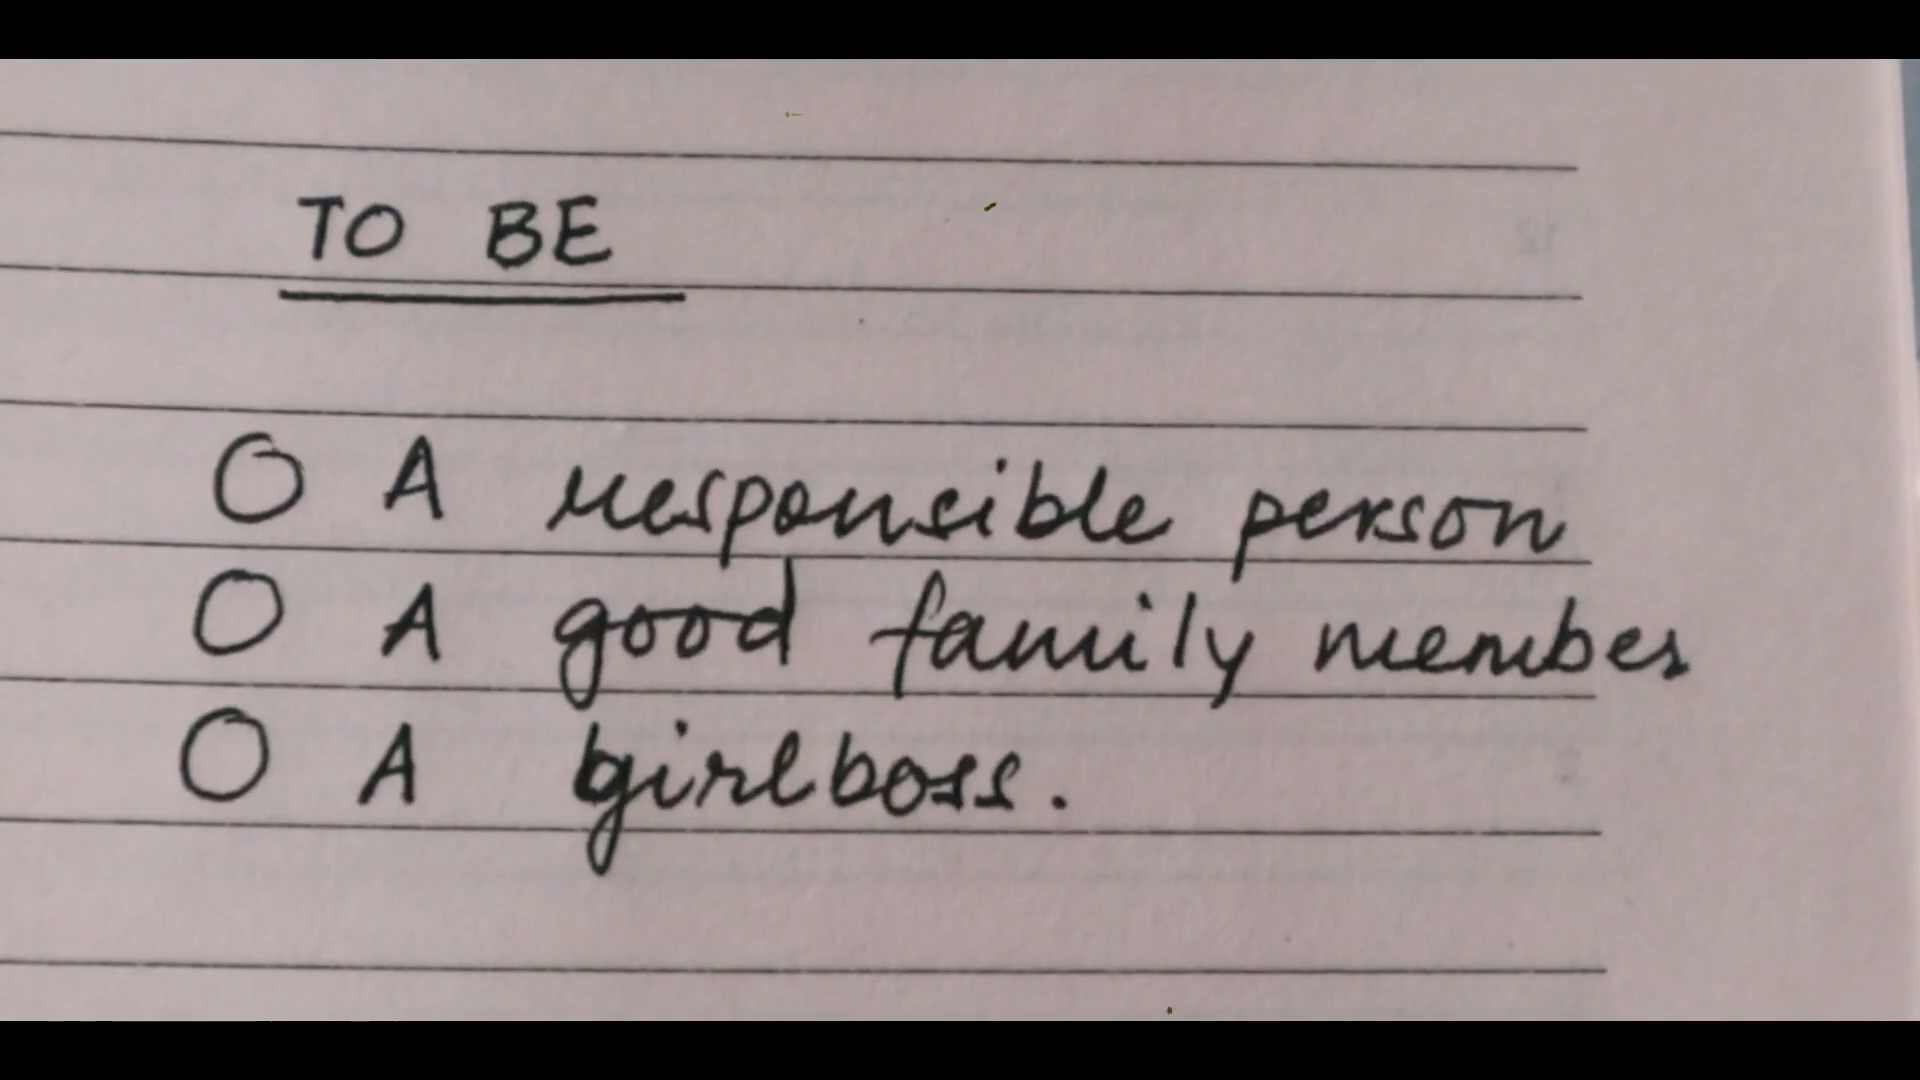 TO BE
O A responsible person
O A good family member
O A girlboss.